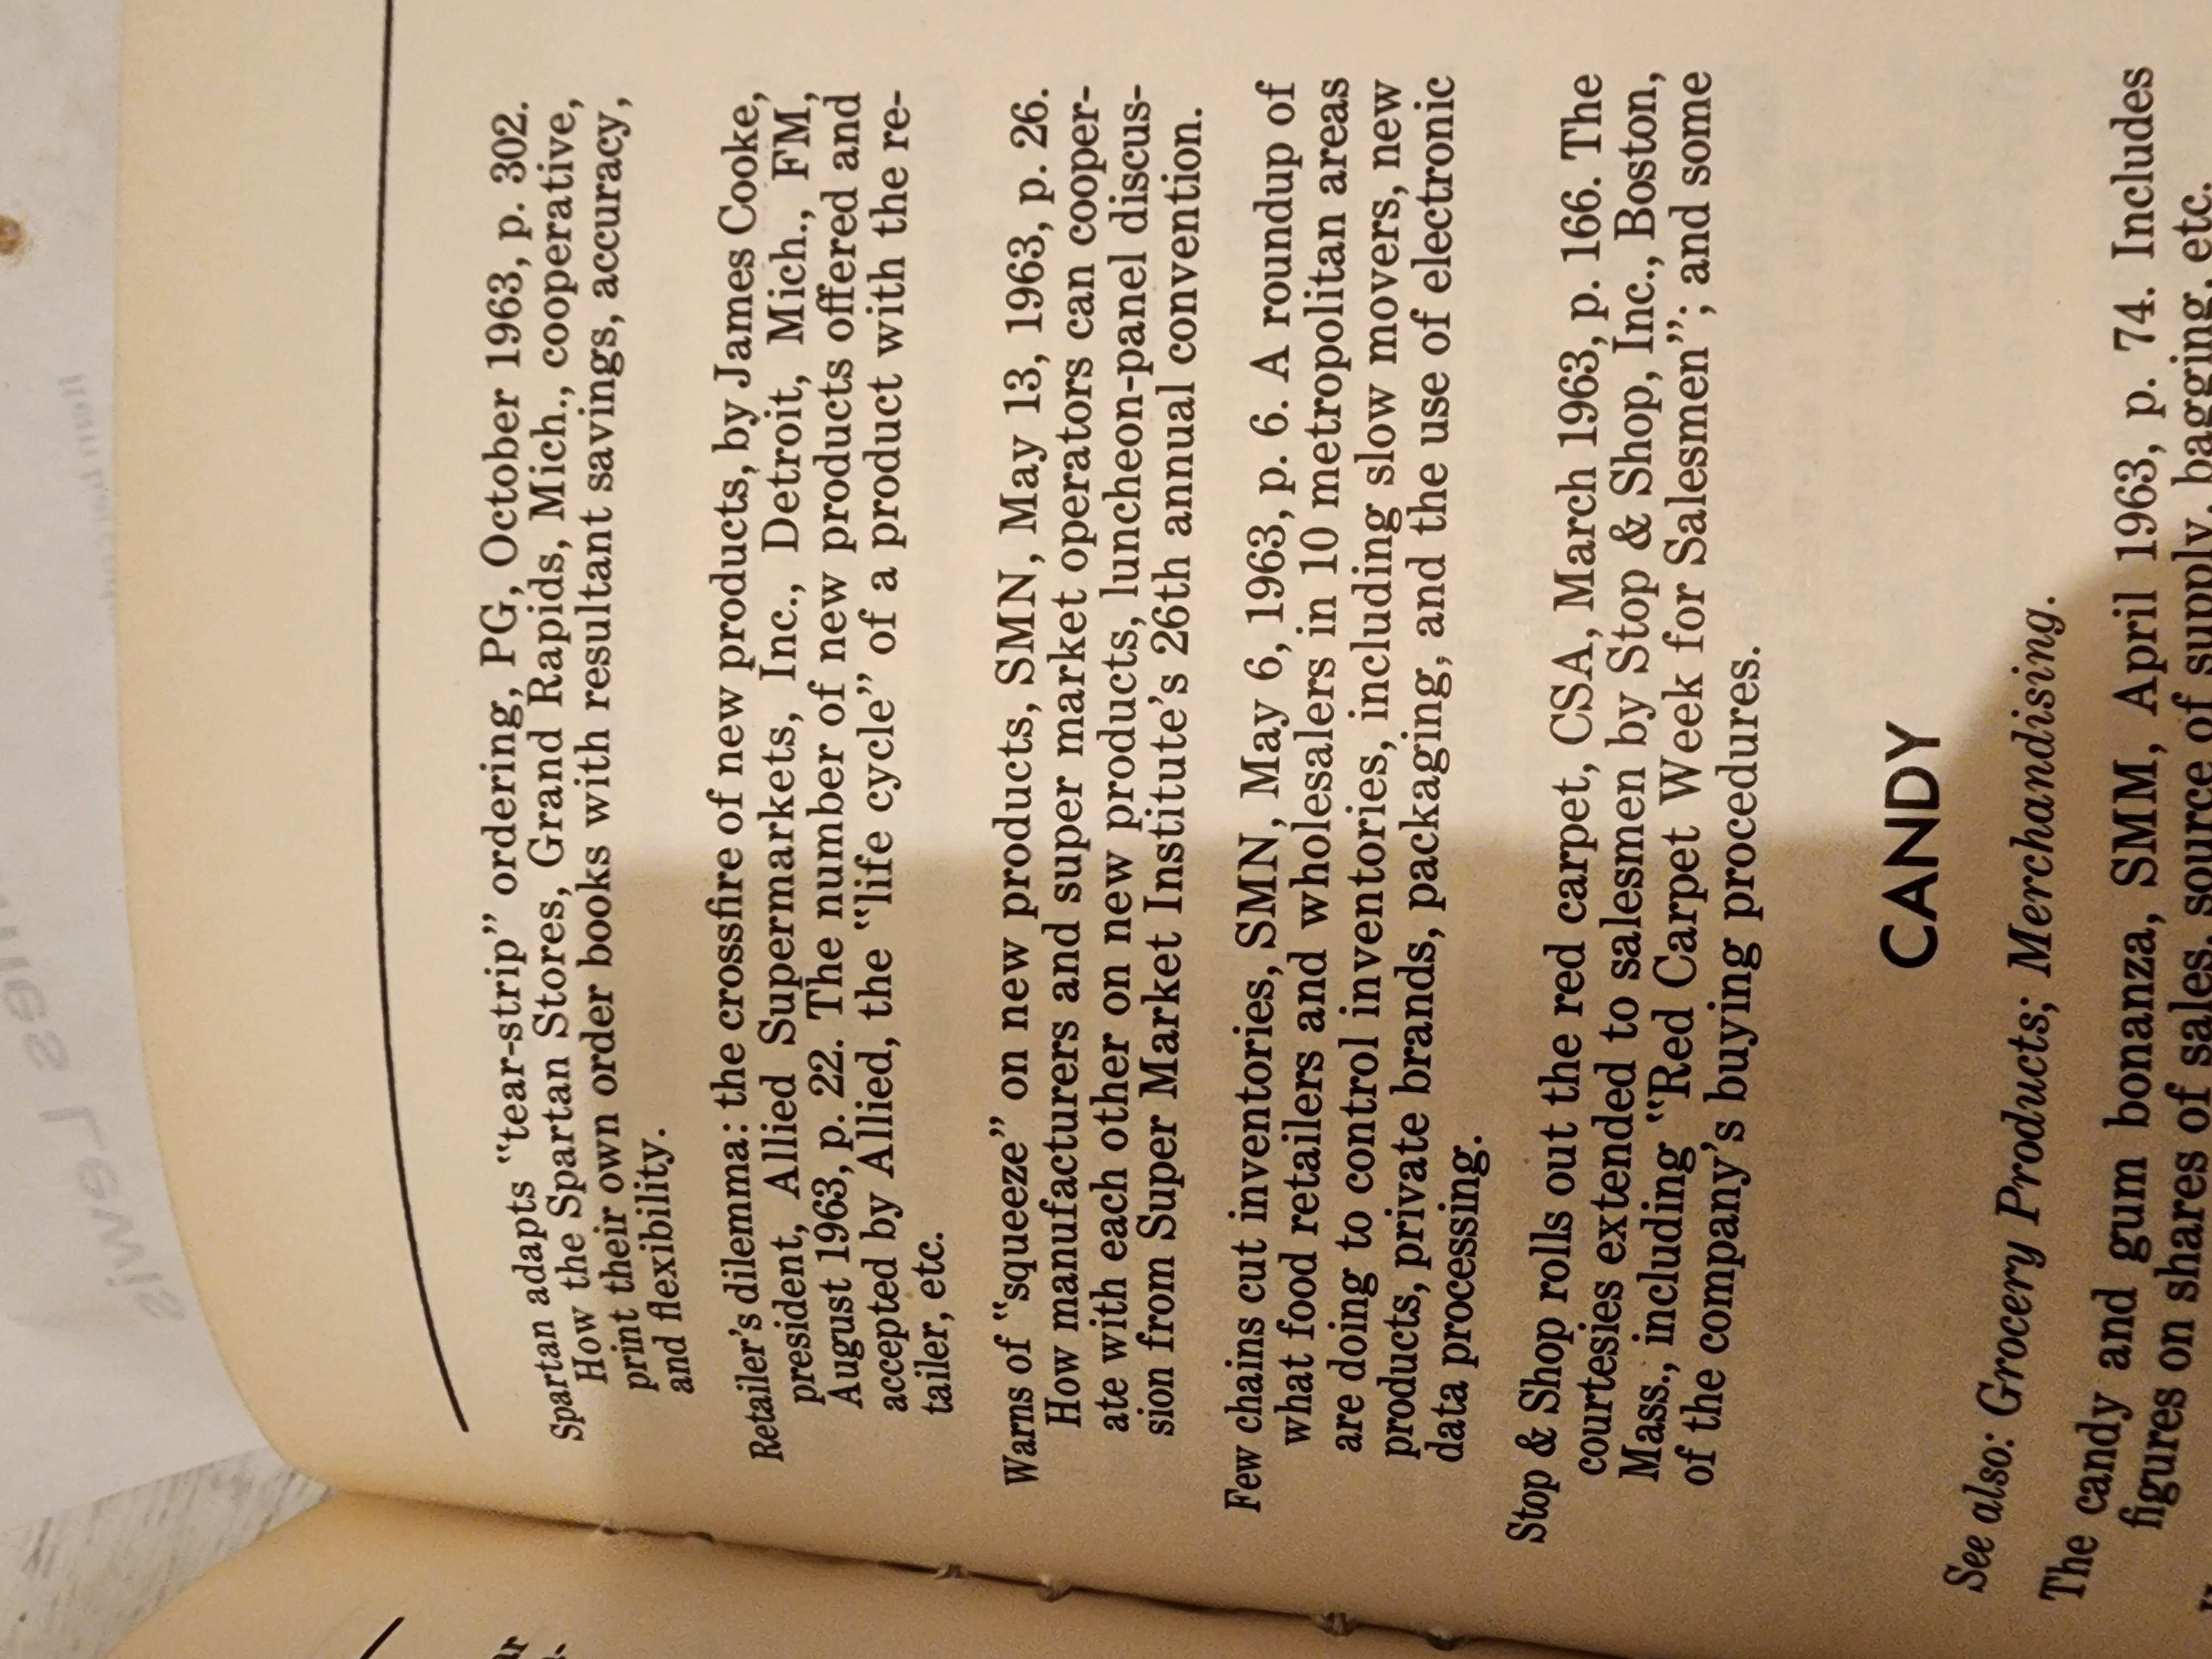 Spartan adapts "tear-strip" ordering, PG, October 1963, p. 302.
How the Spartan Stores, Grand Rapids, Mich., cooperative,
print their own order books with resultant savings, accuracy,
and flexibility.
Retailer's dilemma: the crossfire of new products, by James Cooke,
president, Allied Supermarkets, Inc., Detroit, Mich., FM,
August 1963, p. 22. The number of new products offered and
accepted by Allied, the "life cycle" of a product with the re-
tailer, etc.
Warns of "squeeze" on new products, SMN, May 13, 1963, p. 26.
How manufacturers and super market operators can cooper-
ate with each other on new products, luncheon-panel discus-
sion from Super Market Institute's 26th annual convention.
Few chains cut inventories, SMN, May 6, 1963, p. 6. A roundup of
what food retailers and wholesalers in 10 metropolitan areas
are doing to control inventories, including slow movers, new
products, private brands, packaging, and the use of electronic
data processing.
Stop & Shop rolls out the red carpet, CSA, March 1963, p. 166. The
courtesies extended to salesmen by Stop & Shop, Inc., Boston,
Mass., including "Red Carpet Week for Salesmen"; and some
of the company's buying procedures.
CANDY
See also: Grocery Products; Merchandising.
The candy and gum bonanza, SMM, April 1963, p. 74. Includes
figures on shares of sales, source of supply, bagging, etc.